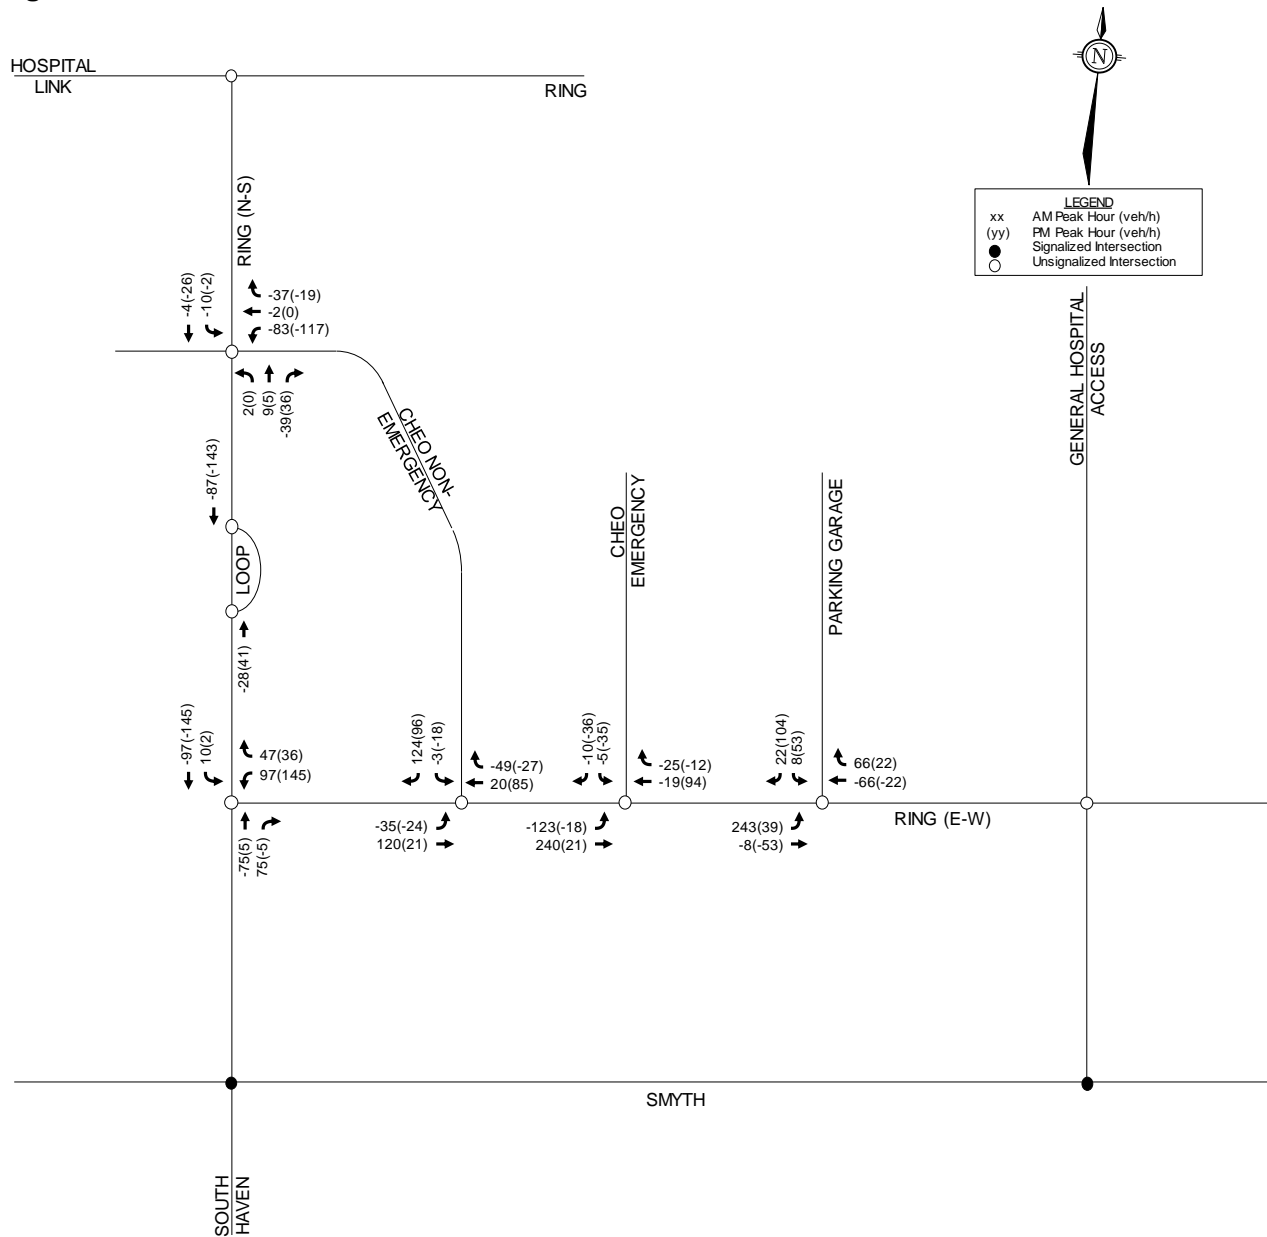 HOSPITAL
LINK
RING
N
LEGEND
xx AM Peak Hour (veh/h)
(yy) PM Peak Hour (veh/h)
Signalized Intersection
Unsignalized Intersection
RING (N-S)
-4(-26)
-10(-2)
-37(-19)
-2(0)
-83(-117)
2(0)
9(5)
-39(36)
CHEO NON-
EMERGENCY
GENERAL HOSPITAL
ACCESS
-87(-143)
LOOP
CHEO
EMERGENCY
PARKING GARAGE
-28(41)
-97(-145)
10(2)
47(36)
97(145)
-75(5)
75(-5)
124(96)
-3(-18)
-49(-27)
20(85)
-35(-24)
120(21)
-10(-36)
-5(-35)
-25(-12)
-19(94)
-123(-18)
240(21)
22(104)
8(53)
66(22)
-66(-22)
243(39)
-8(-53)
RING (E-W)
SMYTH
SOUTH
HAVEN